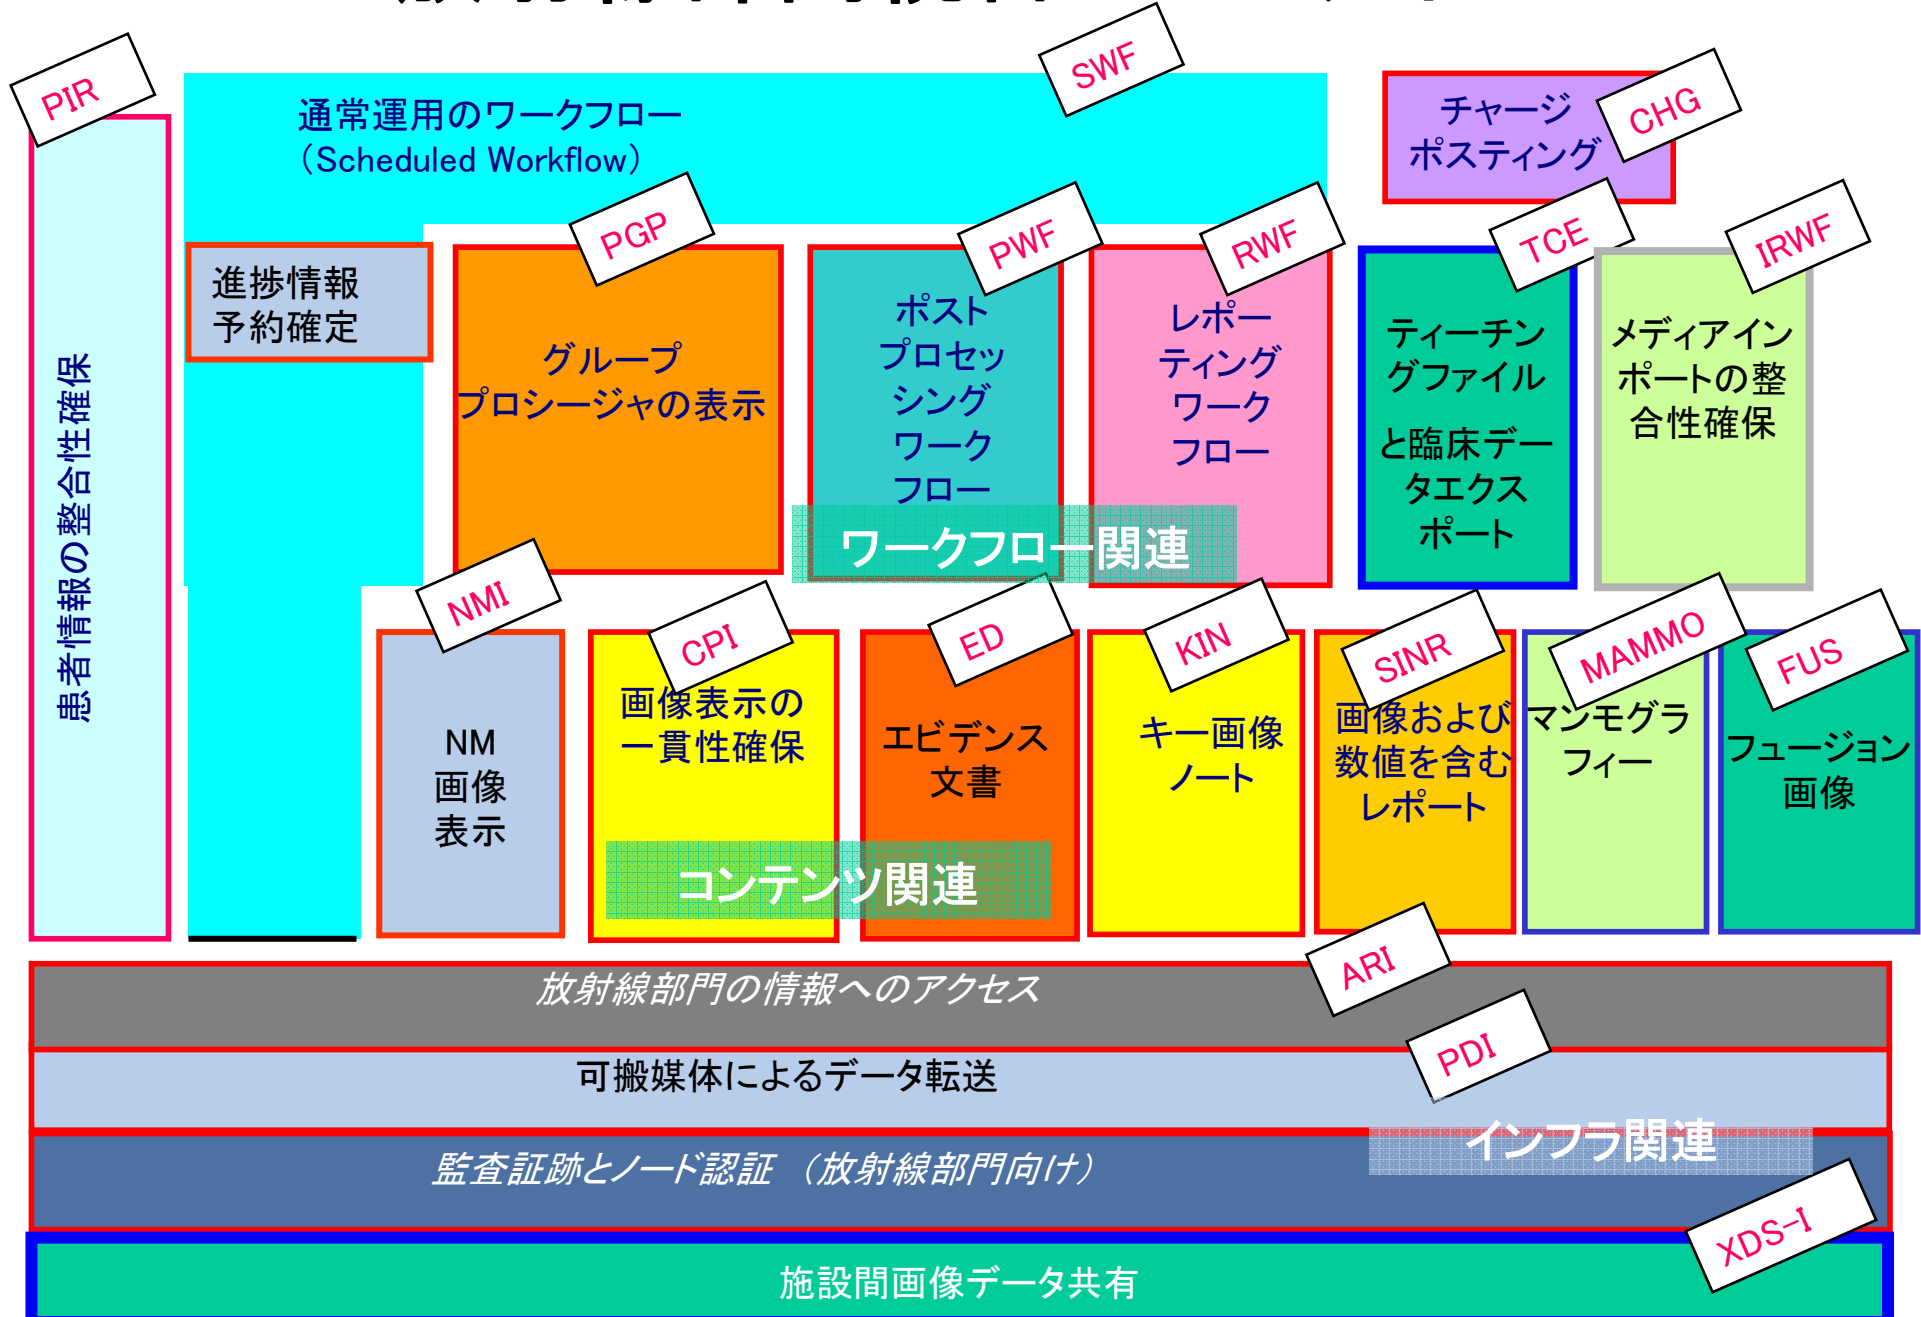 PIR
SWF
通常運用のワークフロー
(Scheduled Workflow)
チャージ
ポスティング
CHG
患者情報の整合性確保
進捗情報
予約確定
PGP
グループ
プロシージャの表示
PWF
ポスト
プロセッ
シング
ワーク
フロー
RWF
レポー
ティング
ワーク
フロー
TCE
ティーチン
グファイル
と臨床デー
タエクス
ポート
IRWF
メディアイン
ポートの整
合性確保
ワークフロー関連
NMI
NM
画像
表示
CPI
画像表示の
一貫性確保
ED
エビデンス
文書
KIN
キー画像
ノート
SINR
画像および
数値を含む
レポート
MAMMO
マンモグラ
フィー
FUS
フュージョン
画像
コンテンツ関連
放射線部門の情報へのアクセス
ARI
可搬媒体によるデータ転送
PDI
インフラ関連
監査証跡とノード認証 (放射線部門向け)
XDS-I
施設間画像データ共有